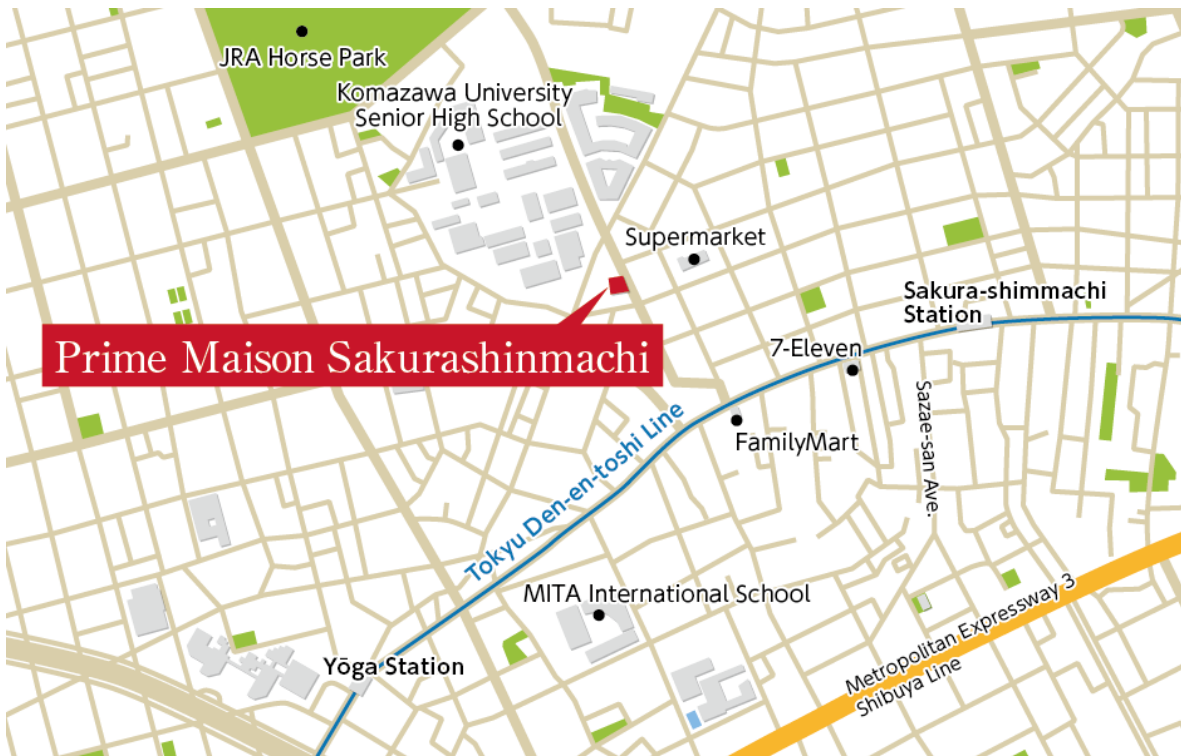 JRA Horse Park
Komazawa University
Senior High School
Supermarket
Sakura-shimmachi
Station
Prime Maison Sakurashinmachi
7-Eleven
Sazae-san Ave.
FamilyMart
Tokyu Den-en-toshi Line
MITA International School
Metropolitan Expressway 3
Shibuya Line
Yōga Station